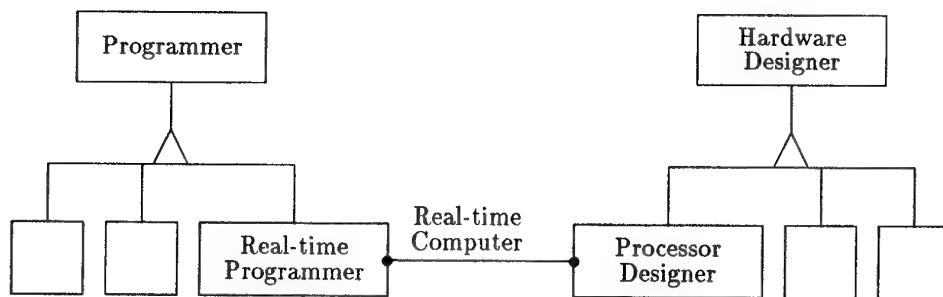 Programmer
Hardware
Designer
Real-time
Computer
Real-time
Programmer
Processor
Designer